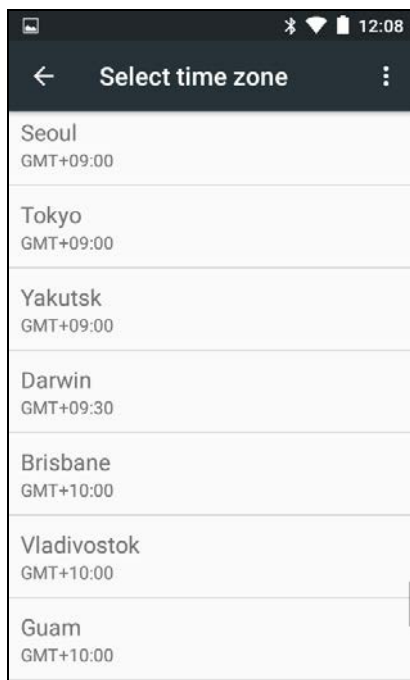 12:08
Select time zone
Seoul
GMT+09:00
Tokyo
GMT+09:00
Yakutsk
GMT+09:00
Darwin
GMT+09:30
Brisbane
GMT+10:00
Vladivostok
GMT+10:00
Guam
GMT+10:00